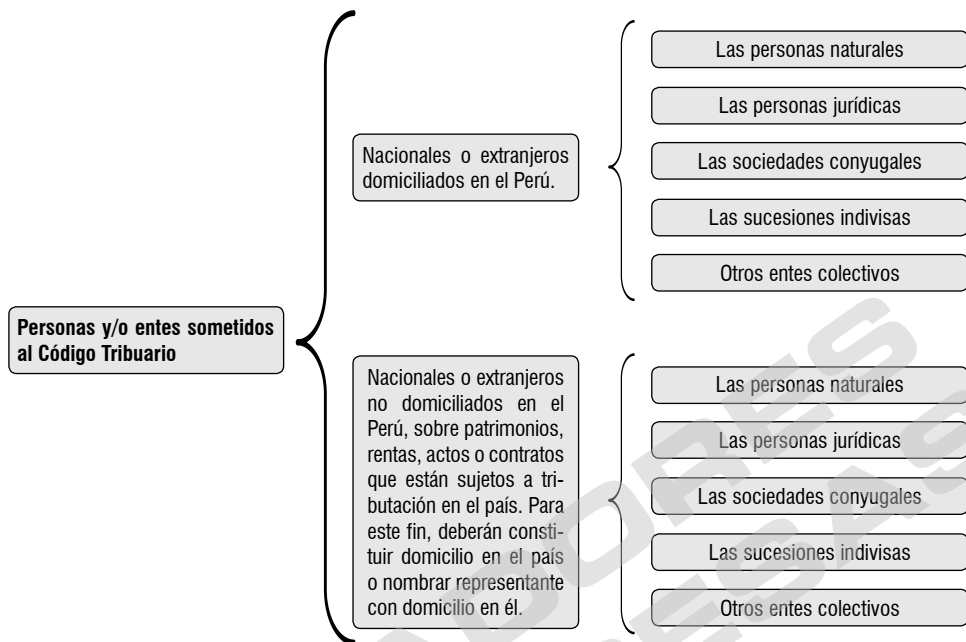 Personas y/o entes sometidos
al Código Tribuario
Nacionales o extranjeros
domiciliados en el Perú.
Las personas naturales
Las personas jurídicas
Las sociedades conyugales
Las sucesiones indivisas
Otros entes colectivos
Nacionales o extranjeros
no domiciliados en el
Perú, sobre patrimonios,
rentas, actos o contratos
que están sujetos a tri-
butación en el país. Para
este fin, deberán consti-
tuir domicilio en el país
o nombrar representante
con domicilio en él.
Las personas naturales
Las personas jurídicas
Las sociedades conyugales
Las sucesiones indivisas
Otros entes colectivos